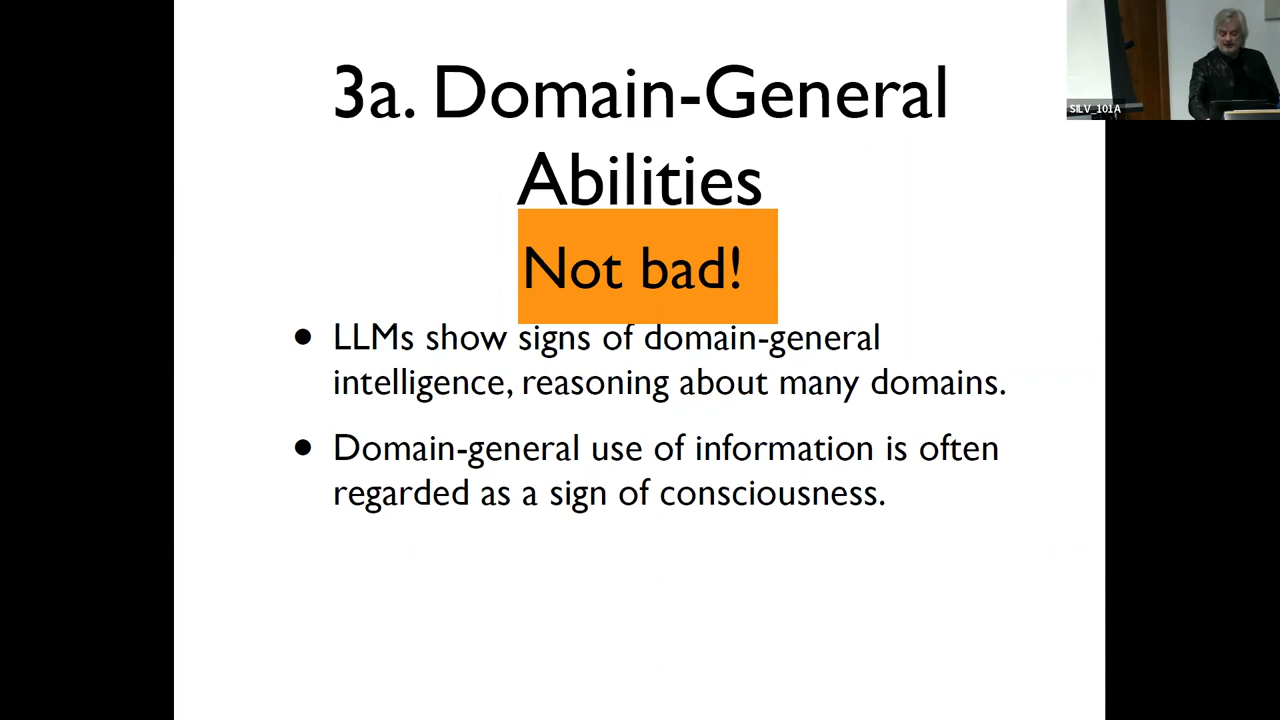 3a. Domain-General
Abilities
Not bad!
• LLMs show signs of domain-general
intelligence, reasoning about many domains.
• Domain-general use of information is often
regarded as a sign of consciousness.
SILV_101A